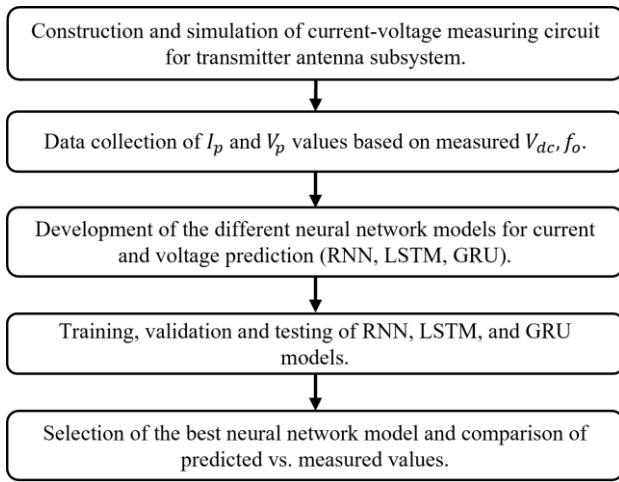 Construction and simulation of current-voltage measuring circuit
for transmitter antenna subsystem.
Data collection of I_p and V_p values based on measured V_dc, f_o.
Development of the different neural network models for current
and voltage prediction (RNN, LSTM, GRU).
Training, validation and testing of RNN, LSTM, and GRU
models.
Selection of the best neural network model and comparison of
predicted vs. measured values.